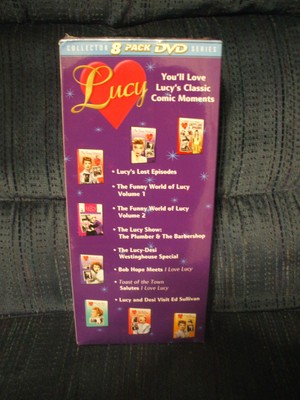 COLLECTOR 8 PACK DVD SERIES
Lucy
You'll Love
Lucy's Classic
Comic Moments
• Lucy's Lost Episodes
• The Funny World of Lucy
Volume 1
• The Funny World of Lucy
Volume 2
• The Lucy Show:
The Plumber & The Barbershop
• The Lucy-Desi
Westinghouse Special
• Bob Hope Meets I Love Lucy
• Toast of the Town
Salutes I Love Lucy
• Lucy and Desi Visit Ed Sullivan